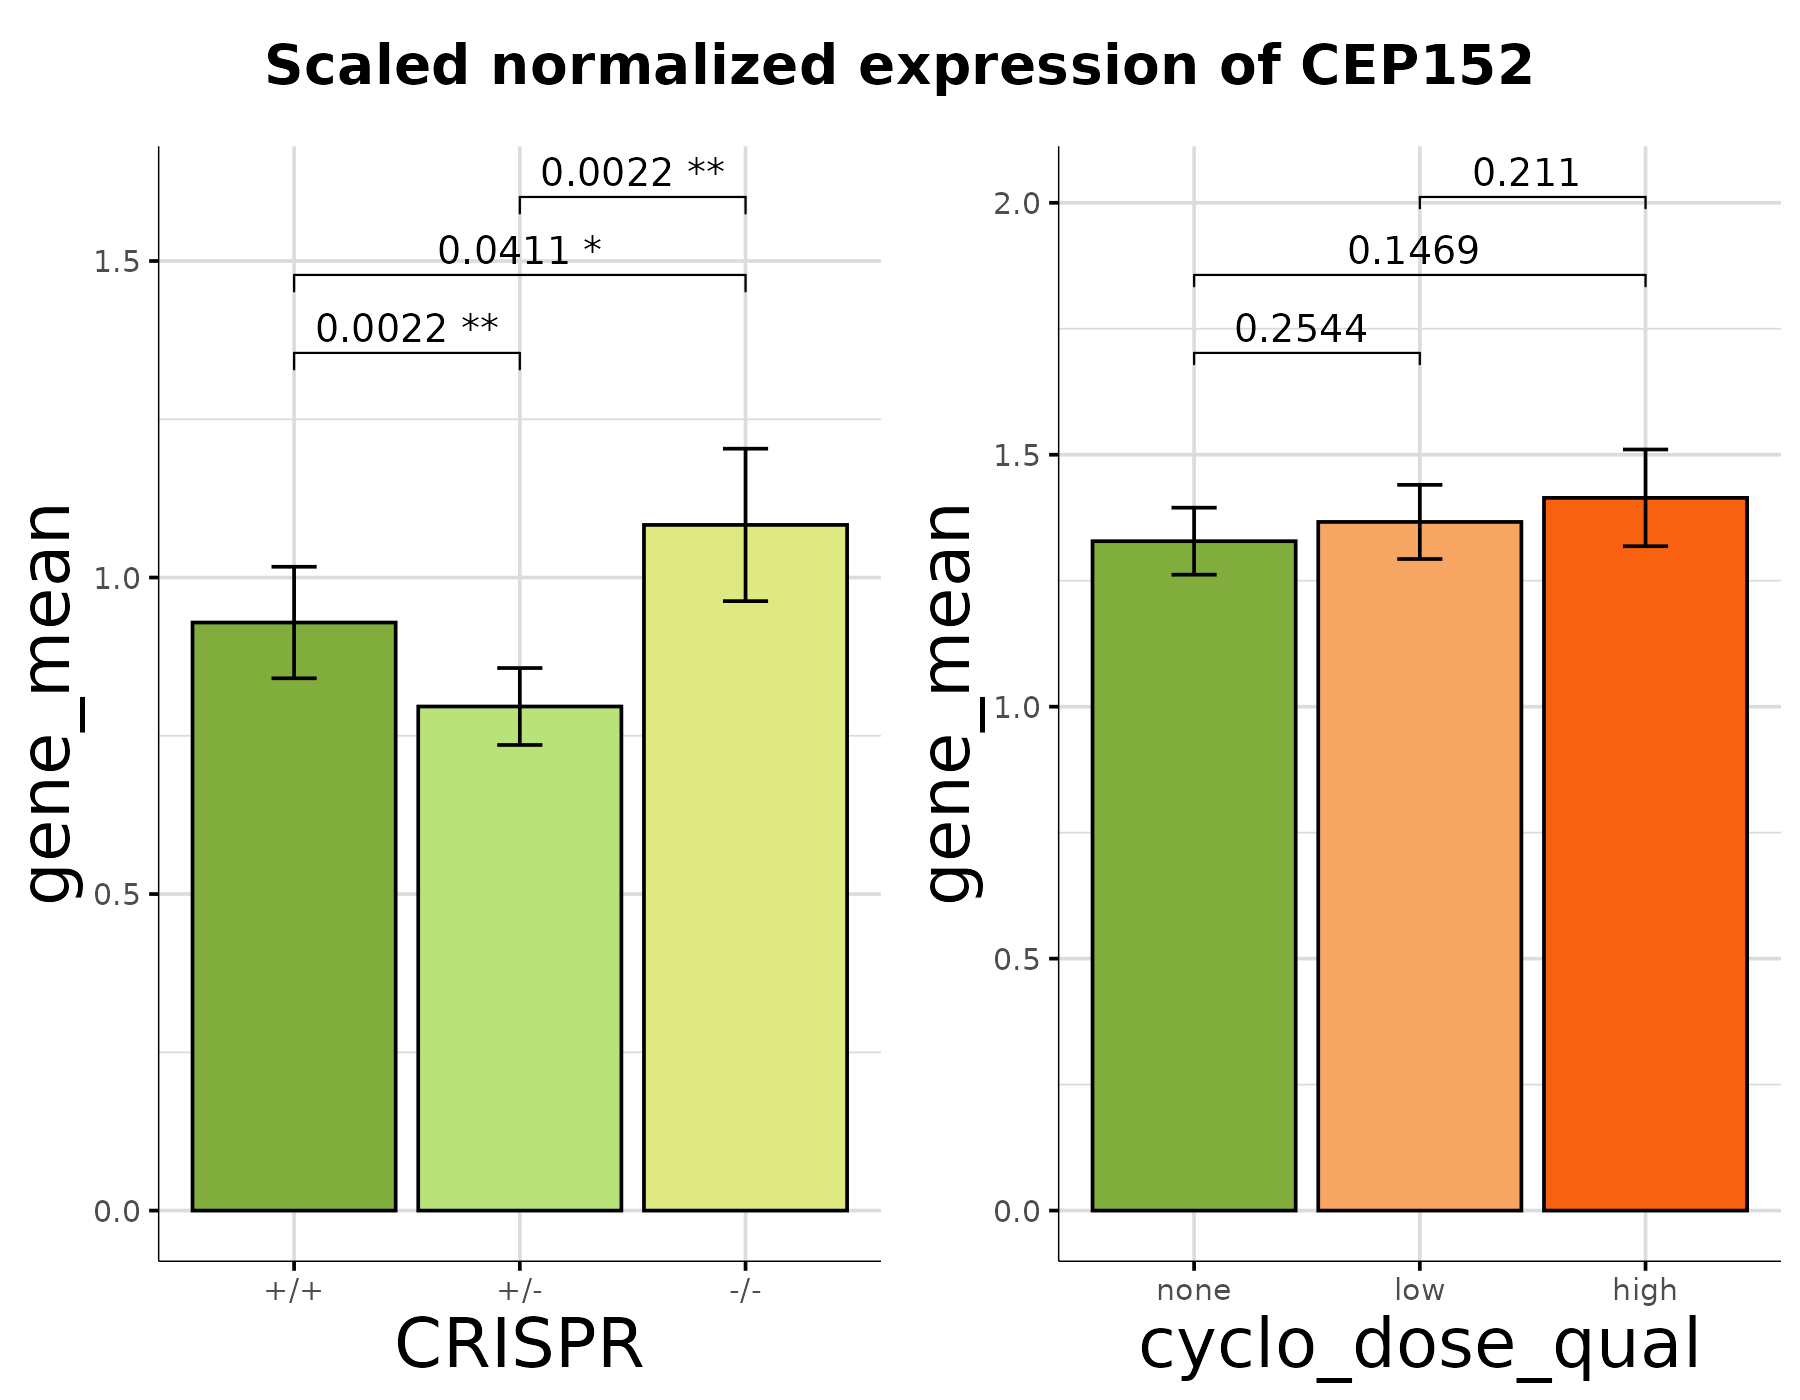 Scaled normalized expression of CEP152
gene_mean
1.5
1.0
0.5
0.0
0.0022 **
0.0411 *
0.0022 **
+/+ +/- -/-
CRISPR
gene_mean
2.0
1.5
1.0
0.5
0.0
0.211
0.1469
0.2544
none low high
cyclo_dose_qual